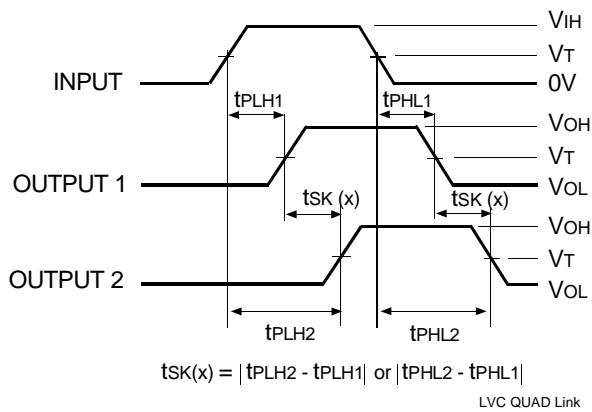 VIH
VT
INPUT
0V
tPLH1
tPHL1
VOH
VT
OUTPUT 1
VOL
tSK (x)
tSK (x)
VOH
VT
OUTPUT 2
VOL
tPLH2
tPHL2
tSK(x) = |tPLH2 - tPLH1| or |tPHL2 - tPHL1|
LVC QUAD Link